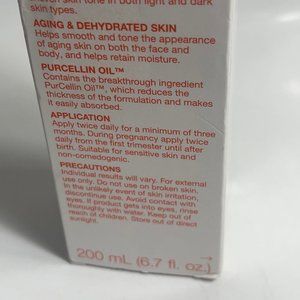 uneven skin tone in both light and dark
skin types.
AGING & DEHYDRATED SKIN
Helps smooth and tone the appearance
of aging skin on both the face and
body, and helps retain moisture.
PURCELLIN OIL™
Contains the breakthrough ingredient
PurCellin Oil™, which reduces the
thickness of the formulation and makes
it easily absorbed.
APPLICATION
Apply twice daily for a minimum of three
months. During pregnancy apply twice
daily from the first trimester until after
birth. Suitable for sensitive skin and
non-comedogenic.
PRECAUTIONS
Individual results will vary. For external
use only. Do not use on broken skin.
In the unlikely event of skin irritation,
discontinue use. Avoid contact with
eyes. If product gets into eyes, rinse
thoroughly with water. Keep out of
reach of children. Store out of direct
sunlight.
200 mL (6.7 fl. oz.)